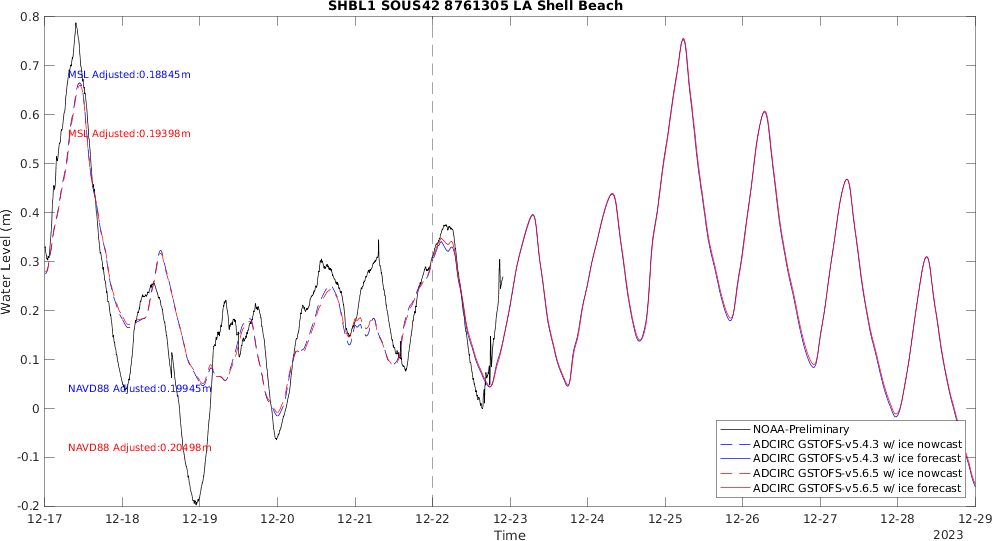 SHBL1 SOUS42 8761305 LA Shell Beach
0.8
0.7
0.6
0.5
0.4
0.3
0.2
0.1
0
-0.1
-0.2
Water Level (m)
MSL Adjusted:0.18845m
MSL Adjusted:0.19398m
NAVD88 Adjusted:0.19945m
NAVD88 Adjusted:0.20498m
NOAA-Preliminary
ADCIRC GSTOFS-v5.4.3 w/ ice nowcast
ADCIRC GSTOFS-v5.4.3 w/ ice forecast
ADCIRC GSTOFS-v5.6.5 w/ ice nowcast
ADCIRC GSTOFS-v5.6.5 w/ ice forecast
12-17 12-18 12-19 12-20 12-21 12-22 12-23 12-24 12-25 12-26 12-27 12-28 12-29
Time
2023